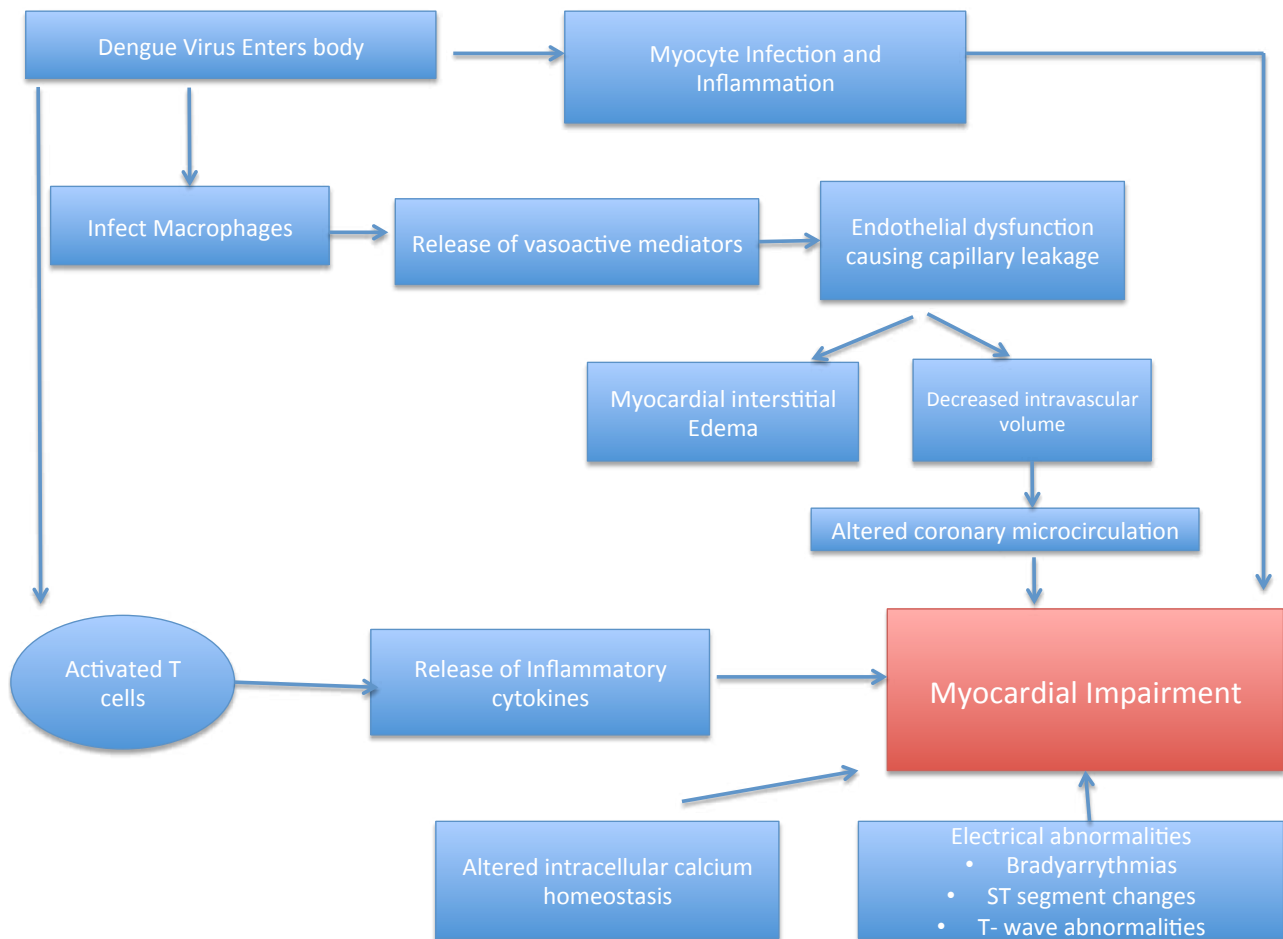 Dengue Virus Enters body
Myocyte Infection and
Inflammation
Infect Macrophages
Release of vasoactive mediators
Endothelial dysfunction
causing capillary leakage
Myocardial interstitial
Edema
Decreased intravascular
volume
Altered coronary microcirculation
Activated T
cells
Release of Inflammatory
cytokines
Myocardial Impairment
Altered intracellular calcium
homeostasis
Electrical abnormalities
• Bradyarrythmias
• ST segment changes
• T- wave abnormalities